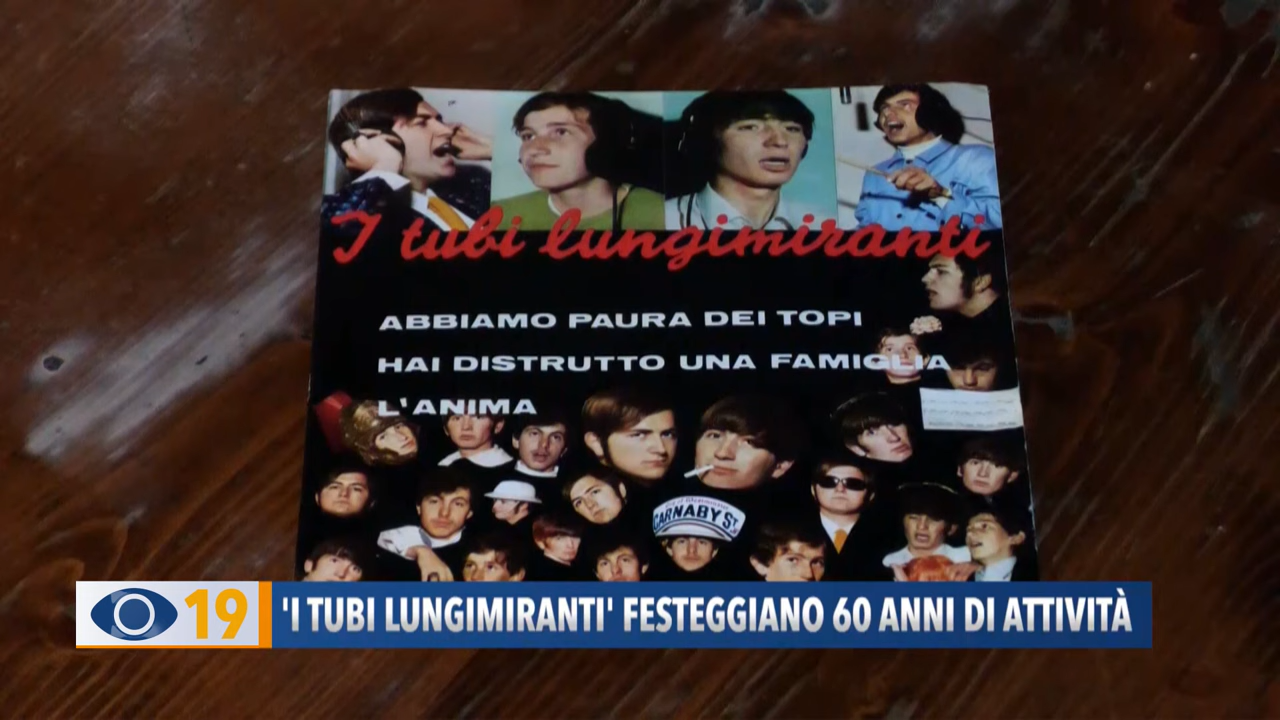 I tubi lungimiranti
ABBIAMO PAURA DEI TOPI
HAI DISTRUTTO UNA FAMIGLIA
L'ANIMA
CARNABY ST.
19
'I TUBI LUNGIMIRANTI' FESTEGGIANO 60 ANNI DI ATTIVITÀ